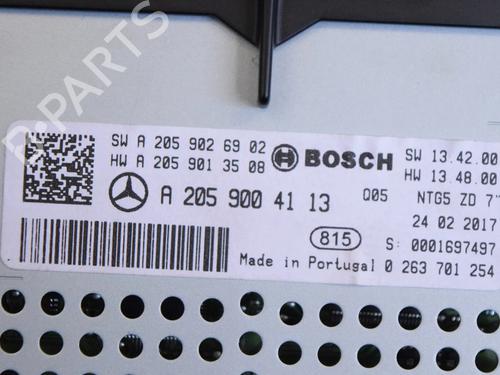 B-PARTS
SW A 205 902 69 02
HW A 205 901 35 08
BOSCH
SW 13.42.00
HW 13.48.00
A 205 900 41 13
Q05
NTG5 ZD 7"
24 02 2017
815
S: 0001697497
Made in Portugal 0 263 701 254